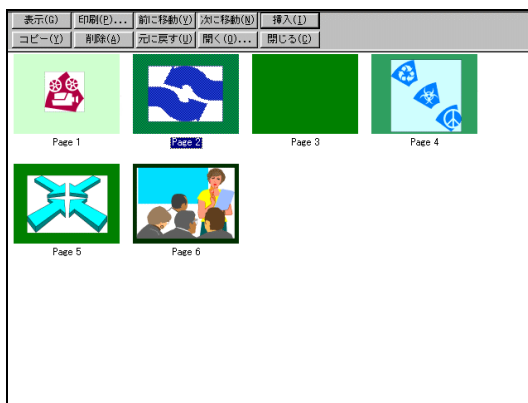 表示(G) 印刷(P)... 前に移動(Y) 次に移動(N) 挿入(I)
コピー(Y) 削除(A) 元に戻す(U) 開く(O)... 閉じる(C)
Page 1 Page 2 Page 3 Page 4
Page 5 Page 6